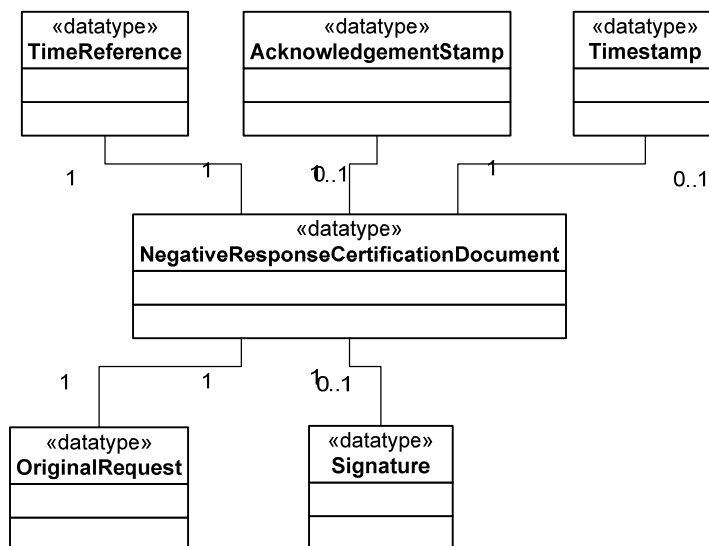 «datatype»
TimeReference
«datatype»
AcknowledgementStamp
«datatype»
Timestamp
1
1
1
0..1
1
0..1
«datatype»
NegativeResponseCertificationDocument
1
1
1
0..1
«datatype»
OriginalRequest
«datatype»
Signature